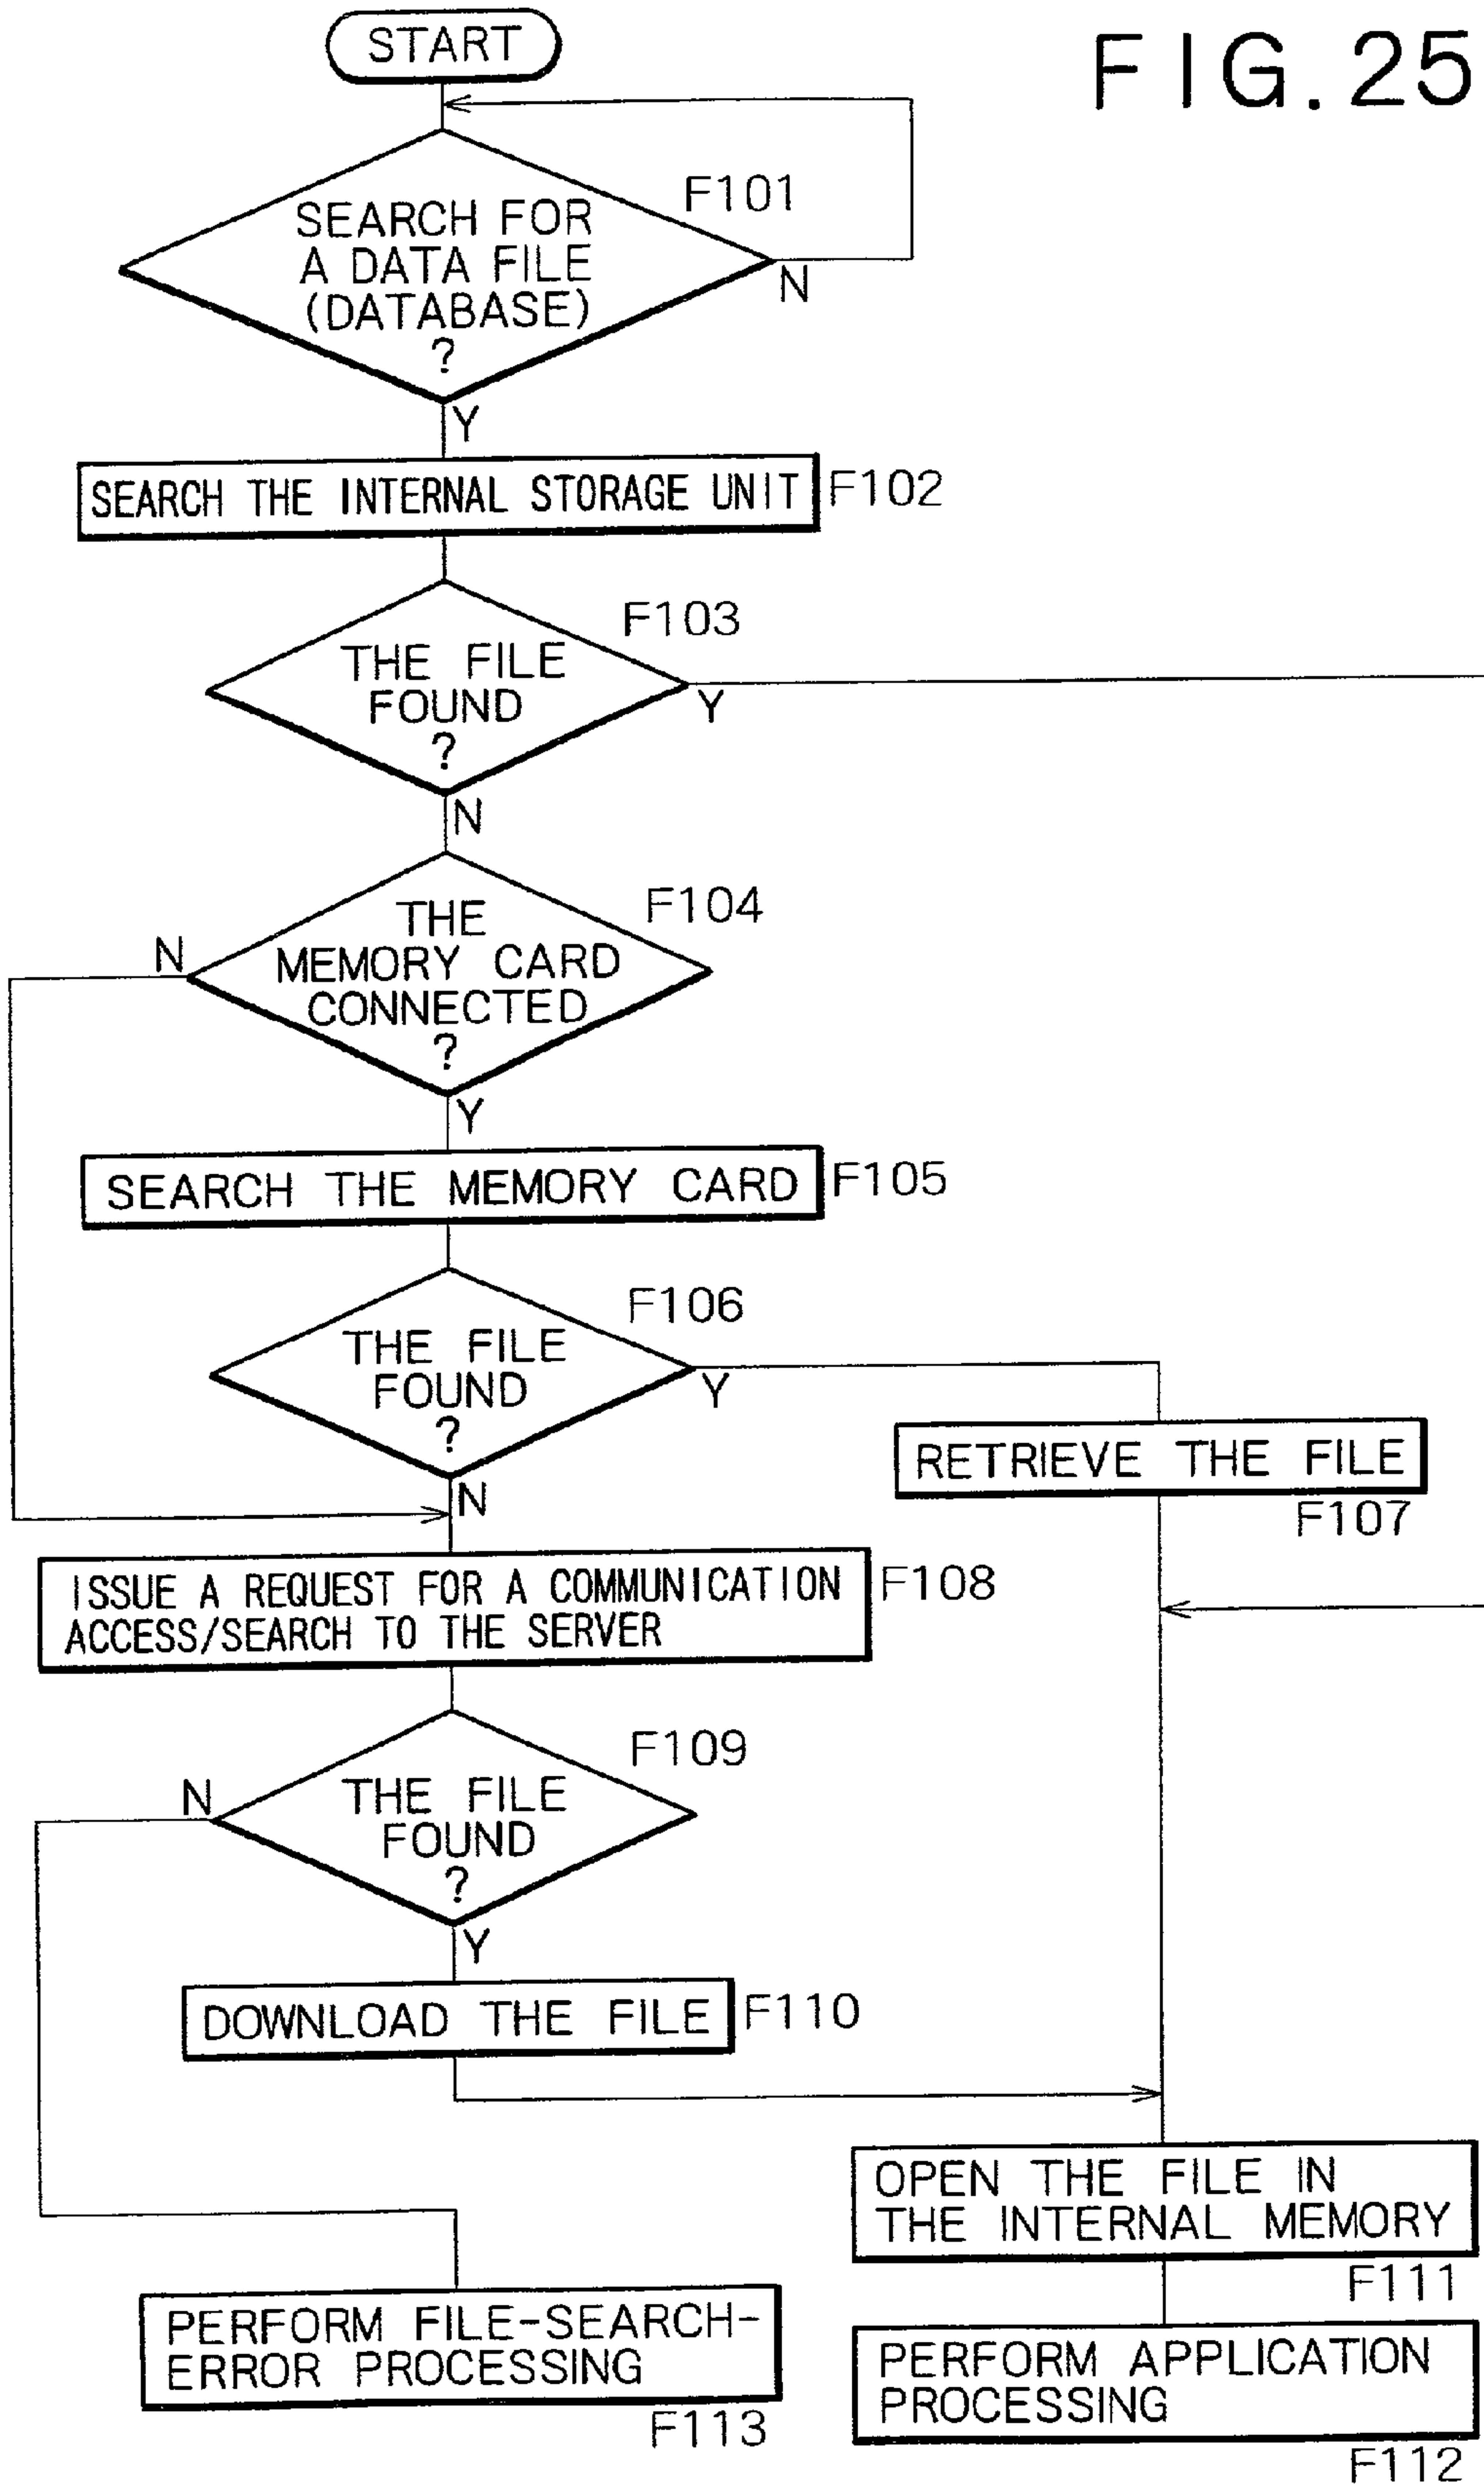 FIG. 25
START
F101
SEARCH FOR
A DATA FILE
(DATABASE)
?
N
Y
SEARCH THE INTERNAL STORAGE UNIT
F102
F103
THE FILE
FOUND
?
Y
N
F104
THE
MEMORY CARD
CONNECTED
?
N
Y
SEARCH THE MEMORY CARD
F105
F106
THE FILE
FOUND
?
Y
N
RETRIEVE THE FILE
F107
ISSUE A REQUEST FOR A COMMUNICATION
ACCESS/SEARCH TO THE SERVER
F108
F109
THE FILE
FOUND
?
N
Y
DOWNLOAD THE FILE
F110
OPEN THE FILE IN
THE INTERNAL MEMORY
F111
PERFORM FILE-SEARCH-
ERROR PROCESSING
F113
PERFORM APPLICATION
PROCESSING
F112